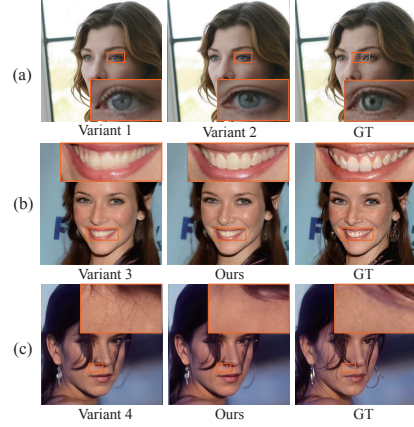 (a)
Variant 1 Variant 2 GT
(b)
Variant 3 Ours GT
(c)
Variant 4 Ours GT